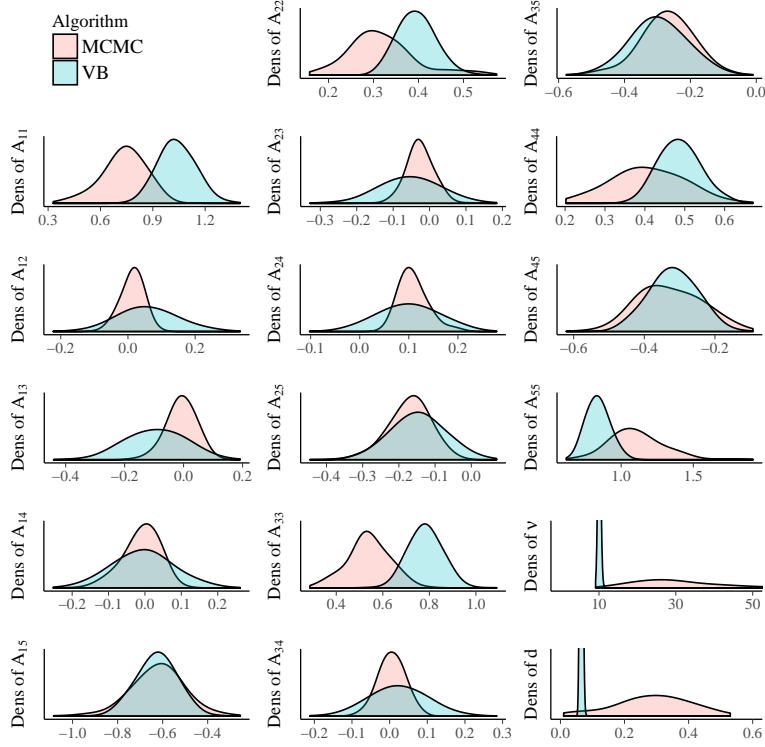 Algorithm
MCMC
VB
Dens of A22
0.2 0.3 0.4 0.5
Dens of A35
−0.6 −0.4 −0.2 0.0
Dens of A11
0.3 0.6 0.9 1.2
Dens of A23
−0.3 −0.2 −0.1 0.0 0.1 0.2
Dens of A44
0.2 0.3 0.4 0.5 0.6
Dens of A12
−0.2 0.0 0.2
Dens of A24
−0.1 0.0 0.1 0.2
Dens of A45
−0.6 −0.4 −0.2
Dens of A13
−0.4 −0.2 0.0 0.2
Dens of A25
−0.4 −0.3 −0.2 −0.1 0.0
Dens of A55
1.0 1.5
Dens of A14
−0.2 −0.1 0.0 0.1 0.2
Dens of A33
0.4 0.6 0.8 1.0
Dens of ν
10 30 50
Dens of A15
−1.0 −0.8 −0.6 −0.4
Dens of A34
−0.2 −0.1 0.0 0.1 0.2 0.3
Dens of d
0.0 0.2 0.4 0.6